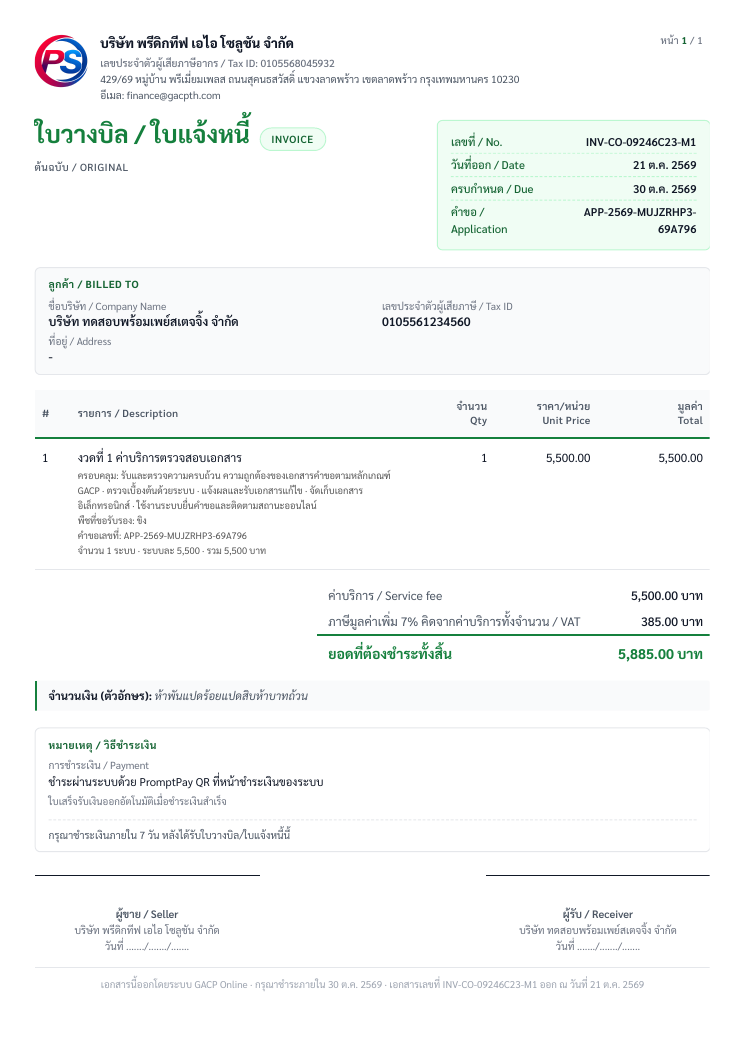 PS
บริษัท พรีดิกทีฟ เอไอ โซลูชัน จำกัด
หน้า 1 / 1
เลขประจำตัวผู้เสียภาษีอากร / Tax ID: 0105568045932
429/69 หมู่บ้าน พรีเมี่ยมเพลส ถนนสุคนธสวัสดิ์ แขวงลาดพร้าว เขตลาดพร้าว กรุงเทพมหานคร 10230
อีเมล: finance@gacpth.com
ใบวางบิล / ใบแจ้งหนี้ INVOICE
ต้นฉบับ / ORIGINAL
เลขที่ / No. INV-CO-09246C23-M1
วันที่ออก / Date 21 ต.ค. 2569
ครบกำหนด / Due 30 ต.ค. 2569
คำขอ / APP-2569-MUJZRHP3-
Application 69A796
ลูกค้า / BILLED TO
ชื่อบริษัท / Company Name เลขประจำตัวผู้เสียภาษี / Tax ID
บริษัท ทดสอบพร้อมเพย์สเตจจิ้ง จำกัด 0105561234560
ที่อยู่ / Address
-
# รายการ / Description จำนวน Qty ราคา/หน่วย Unit Price มูลค่า Total
1 งวดที่ 1 ค่าบริการตรวจสอบเอกสาร 1 5,500.00 5,500.00
ครอบคลุม: รับและตรวจความครบถ้วน ความถูกต้องของเอกสารคำขอตามหลักเกณฑ์
GACP · ตรวจเบื้องต้นด้วยระบบ · แจ้งผลและรับเอกสารแก้ไข · จัดเก็บเอกสาร
อิเล็กทรอนิกส์ · ใช้งานระบบยื่นคำขอและติดตามสถานะออนไลน์
พืชที่ขอรับรอง: ขิง
คำขอเลขที่: APP-2569-MUJZRHP3-69A796
จำนวน 1 ระบบ · ระบบละ 5,500 · รวม 5,500 บาท
ค่าบริการ / Service fee 5,500.00 บาท
ภาษีมูลค่าเพิ่ม 7% คิดจากค่าบริการทั้งจำนวน / VAT 385.00 บาท
ยอดที่ต้องชำระทั้งสิ้น 5,885.00 บาท
จำนวนเงิน (ตัวอักษร): ห้าพันแปดร้อยแปดสิบห้าบาทถ้วน
หมายเหตุ / วิธีชำระเงิน
การชำระเงิน / Payment
ชำระผ่านระบบด้วย PromptPay QR ที่หน้าชำระเงินของระบบ
ใบเสร็จรับเงินออกอัตโนมัติเมื่อชำระเงินสำเร็จ
กรุณาชำระเงินภายใน 7 วัน หลังได้รับใบวางบิล/ใบแจ้งหนี้นี้
ผู้ขาย / Seller ผู้รับ / Receiver
บริษัท พรีดิกทีฟ เอไอ โซลูชัน จำกัด บริษัท ทดสอบพร้อมเพย์สเตจจิ้ง จำกัด
วันที่ ......./......./....... วันที่ ......./......./.......
เอกสารนี้ออกโดยระบบ GACP Online · กรุณาชำระภายใน 30 ต.ค. 2569 · เอกสารเลขที่ INV-CO-09246C23-M1 ออก ณ วันที่ 21 ต.ค. 2569